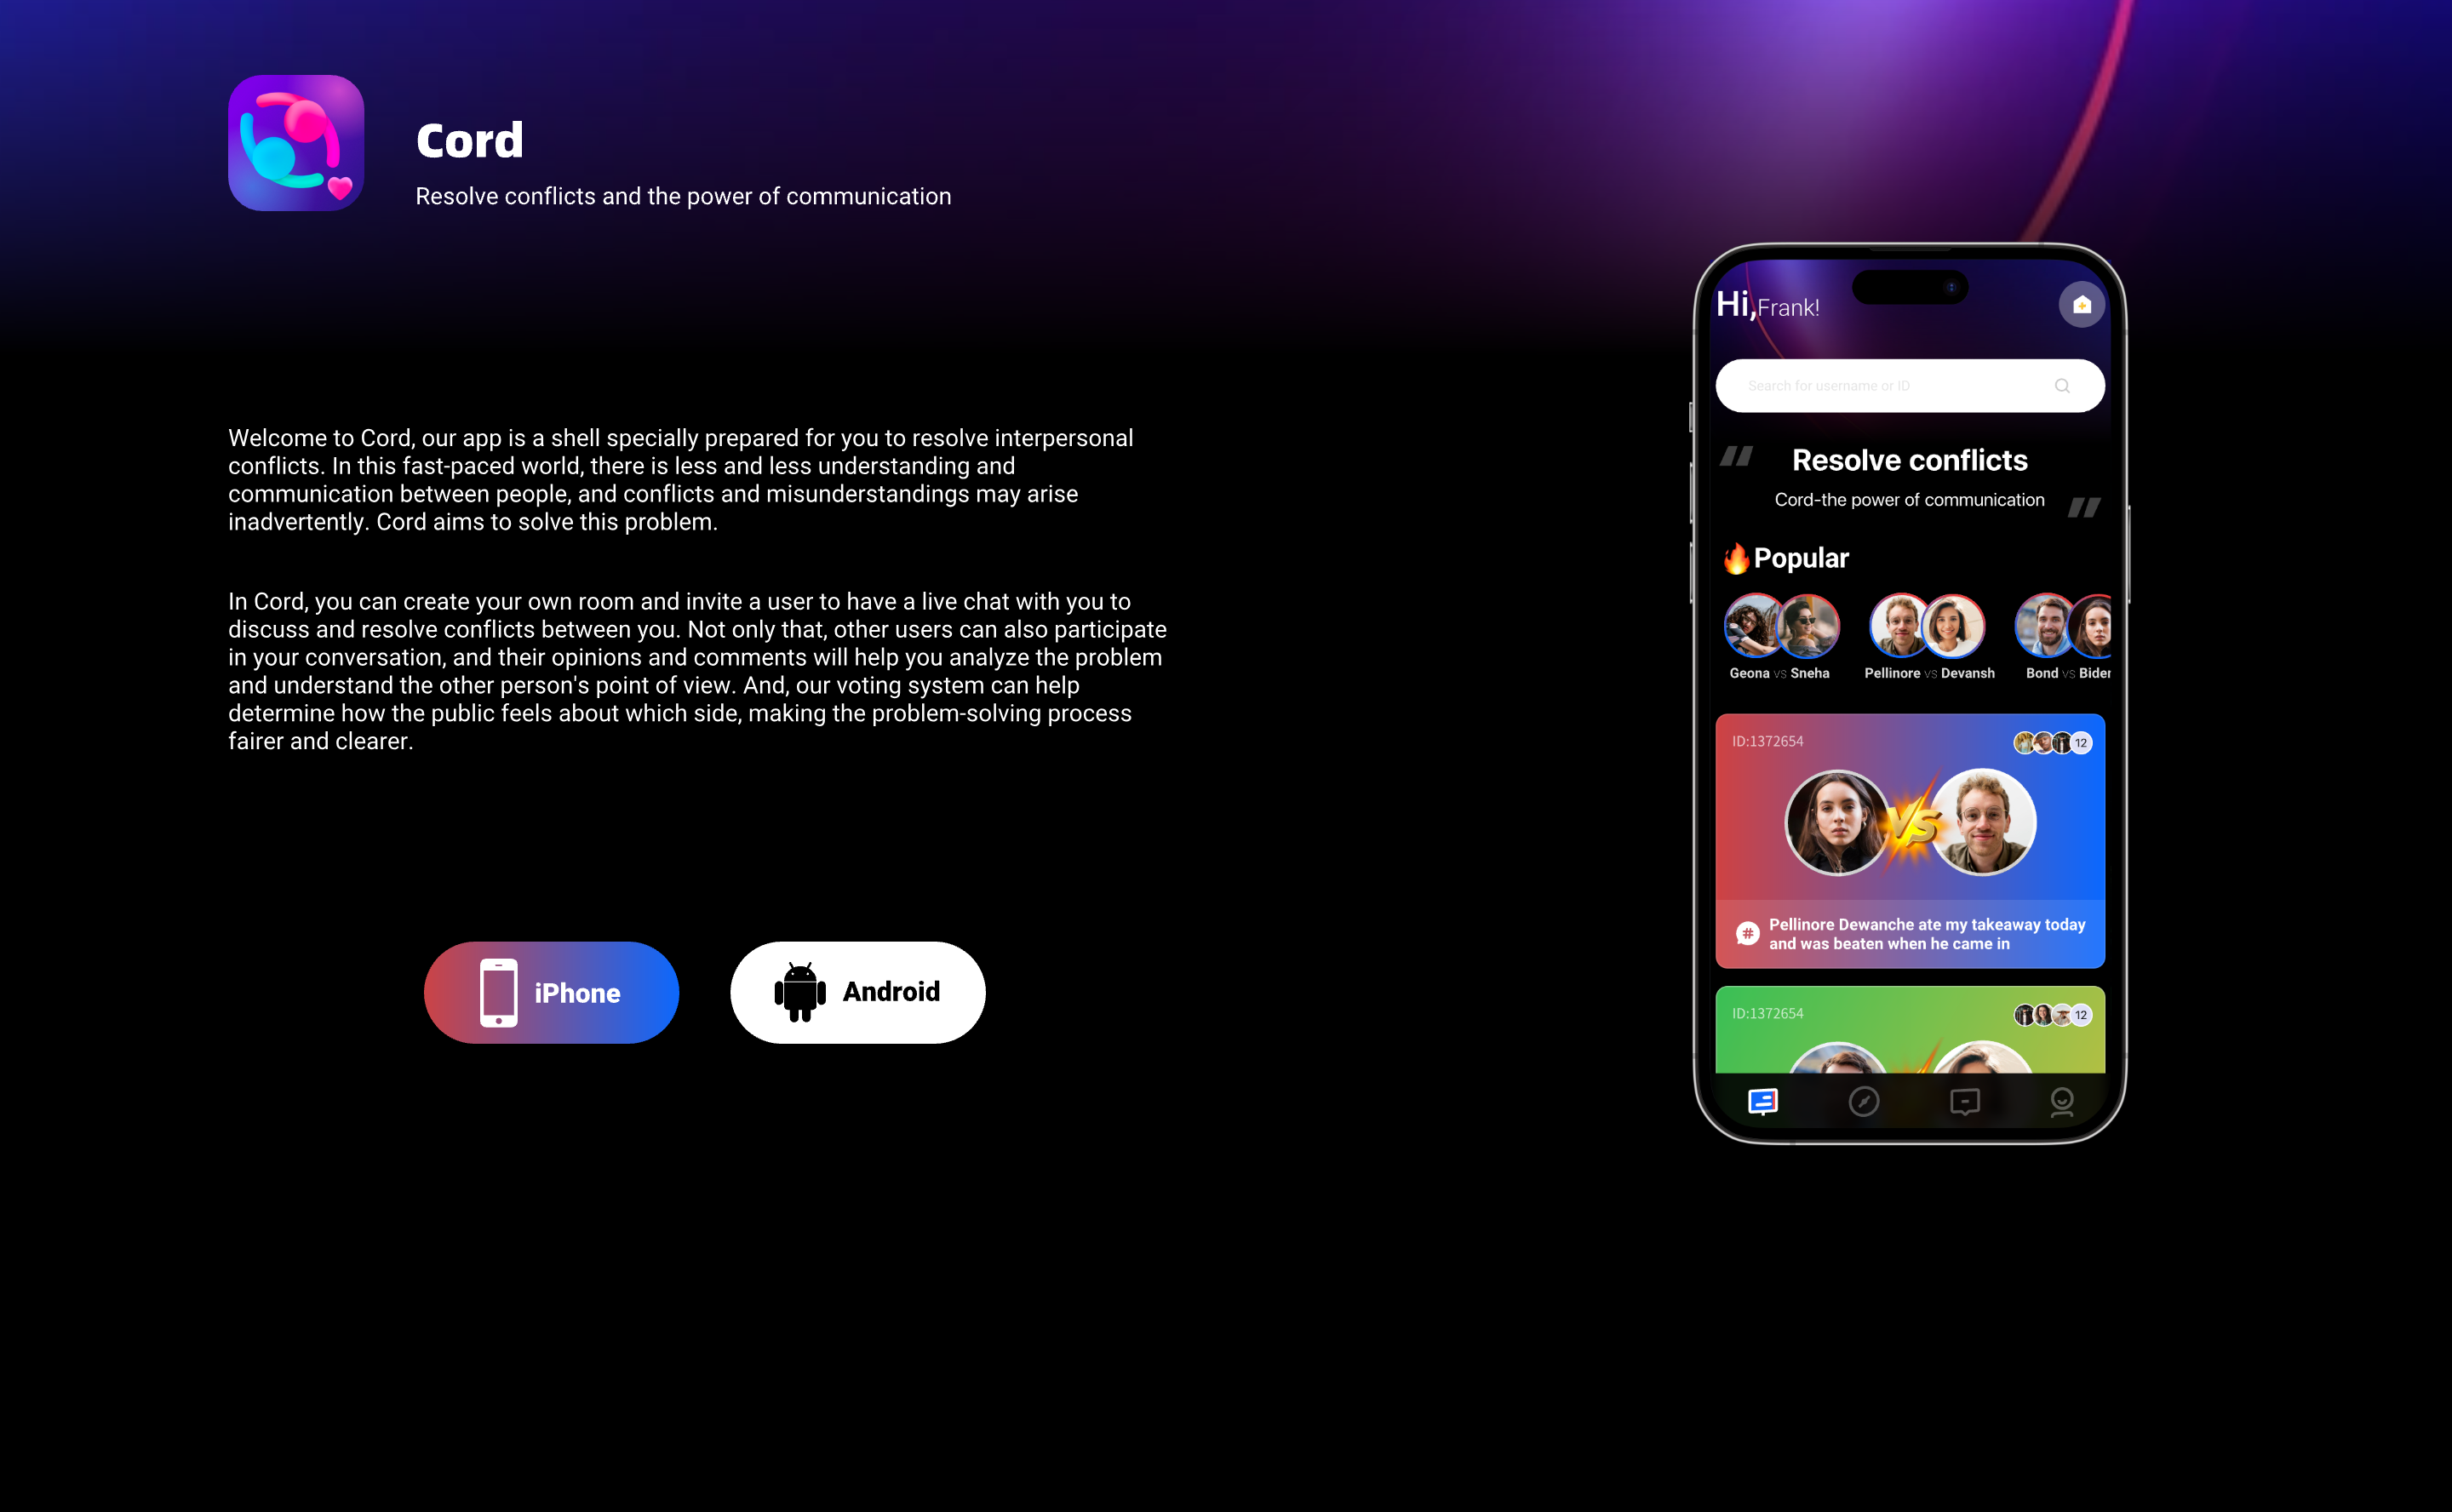 Cord
Resolve conflicts and the power of communication
Welcome to Cord, our app is a shell specially prepared for you to resolve interpersonal
conflicts. In this fast-paced world, there is less and less understanding and
communication between people, and conflicts and misunderstandings may arise
inadvertently. Cord aims to solve this problem.
In Cord, you can create your own room and invite a user to have a live chat with you to
discuss and resolve conflicts between you. Not only that, other users can also participate
in your conversation, and their opinions and comments will help you analyze the problem
and understand the other person's point of view. And, our voting system can help
determine how the public feels about which side, making the problem-solving process
fairer and clearer.
iPhone
Android
Hi,Frank!
Search for username or ID
Resolve conflicts
Cord-the power of communication
Popular
Geona vs Sneha
Pellinore vs Devansh
Bond vs Biden
ID:1372654
12
VS
# Pellinore Dewanche ate my takeaway today
and was beaten when he came in
ID:1372654
12